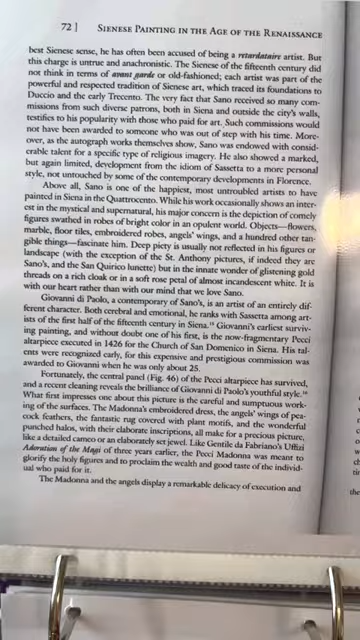 72 | SIENESE PAINTING IN THE AGE OF THE RENAISSANCE
best Sienese sense, he has often been accused of being a retardataire artist. But
this charge is untrue and anachronistic. The Sienese of the fifteenth century did
not think in terms of avant garde or old-fashioned; each artist was part of the
powerful and respected tradition of Sienese art, which traced its foundations to
Duccio and the early Trecento. The very fact that Sano received so many com-
missions from such diverse patrons, both in Siena and outside the city's walls,
testifies to his popularity with those who paid for art. Such commissions would
not have been awarded to someone who was out of step with his time. More-
over, as the autograph works themselves show, Sano was endowed with consid-
erable talent for a specific type of religious imagery. He also showed a marked,
but again limited, development from the idiom of Sassetta to a more personal
style, not untouched by some of the contemporary developments in Florence.
Above all, Sano is one of the happiest, most untroubled artists to have
painted in Siena in the Quattrocento. While his work occasionally shows an inter-
est in the mystical and supernatural, his major concern is the depiction of comely
figures swathed in robes of bright color in an opulent world. Objects—flowers,
marble, floor tiles, embroidered robes, angels' wings, and a hundred other tan-
gible things—fascinate him. Deep piety is usually not reflected in his figures or
landscape (with the exception of the St. Anthony pictures, if indeed they are
Sano's, and the San Quirico lunette) but in the innate wonder of glistening gold
threads on a rich cloak or in a soft rose petal of almost incandescent white. It is
with our heart rather than with our mind that we love Sano.
Giovanni di Paolo, a contemporary of Sano's, is an artist of an entirely dif-
ferent character. Both cerebral and emotional, he ranks with Sassetta among art-
ists of the first half of the fifteenth century in Siena. Giovanni's earliest surviv-
ing painting, and without doubt one of his first, is the now-fragmentary Pecci
altarpiece executed in 1426 for the Church of San Domenico in Siena. His tal-
ents were recognized early, for this expensive and prestigious commission was
awarded to Giovanni when he was only about 25.
Fortunately, the central panel (Fig. 46) of the Pecci altarpiece has survived,
and a recent cleaning reveals the brilliance of Giovanni di Paolo's youthful style.
What first impresses one about this picture is the careful and sumptuous work-
ing of the surfaces. The Madonna's embroidered dress, the angels' wings of pea-
cock feathers, the fantastic rug covered with plant motifs, and the wonderful
punched halos, with their elaborate inscriptions, all make for a precious picture,
like a detailed cameo or an elaborately set jewel. Like Gentile da Fabriano's Uffizi
Adoration of the Magi of three years earlier, the Pecci Madonna was meant to
glorify the holy figures and to proclaim the wealth and good taste of the individ-
ual who paid for it.
The Madonna and the angels display a remarkable delicacy of execution and